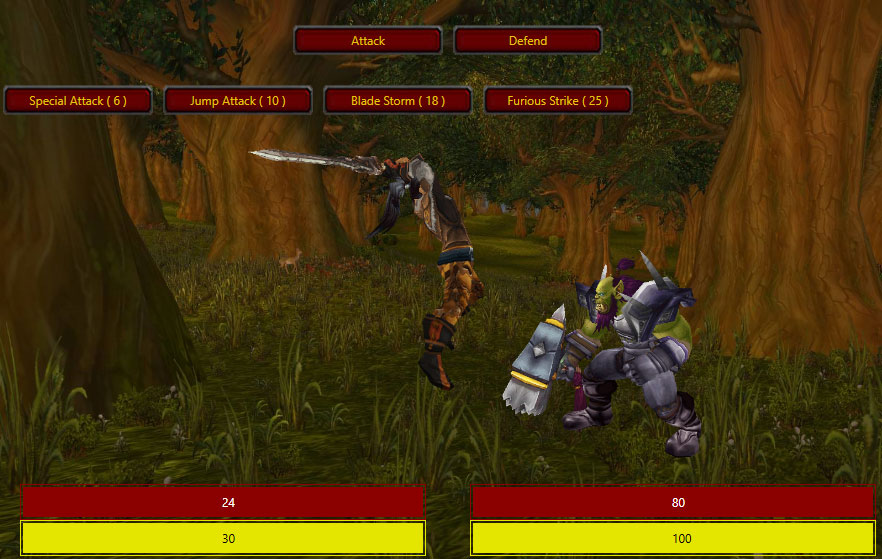 Attack Defend
Special Attack ( 6 ) Jump Attack ( 10 ) Blade Storm ( 18 ) Furious Strike ( 25 )
24 80
30 100